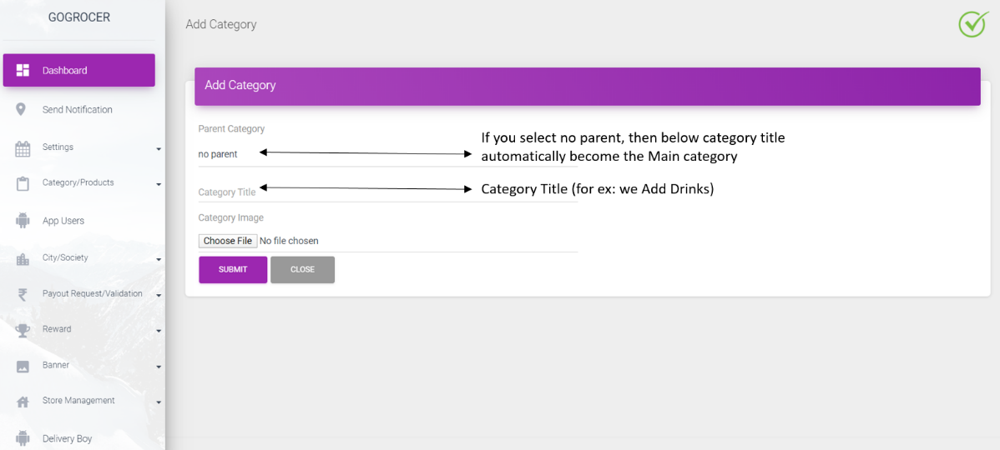 GOGROCER
Dashboard
Send Notification
Settings
Category/Products
App Users
City/Society
Payout Request/Validation
Reward
Banner
Store Management
Delivery Boy
Add Category
Add Category
Parent Category
no parent
If you select no parent, then below category title
automatically become the Main category
Category Title
Category Title (for ex: we Add Drinks)
Category Image
Choose File No file chosen
SUBMIT CLOSE